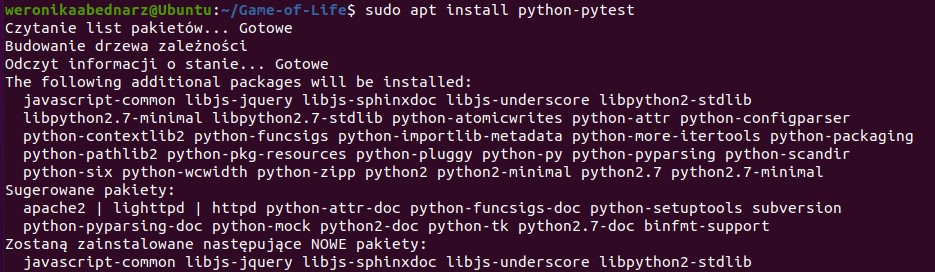 weronikaabednarz@Ubuntu:~/Game-of-Life$ sudo apt install python-pytest
Czytanie list pakietów... Gotowe
Budowanie drzewa zależności
Odczyt informacji o stanie... Gotowe
The following additional packages will be installed:
javascript-common libjs-jquery libjs-sphinxdoc libjs-underscore libpython2-stdlib
libpython2.7-minimal libpython2.7-stdlib python-atomicwrites python-attr python-configparser
python-contextlib2 python-funcsigs python-importlib-metadata python-more-itertools python-packaging
python-pathlib2 python-pkg-resources python-pluggy python-py python-pyparsing python-scandir
python-six python-wcwidth python-zipp python2 python2-minimal python2.7 python2.7-minimal
Sugerowane pakiety:
apache2 | lighttpd | httpd python-attr-doc python-funcsigs-doc python-setuptools subversion
python-pyparsing-doc python-mock python2-doc python-tk python2.7-doc binfmt-support
Zostaną zainstalowane następujące NOWE pakiety:
javascript-common libjs-jquery libjs-sphinxdoc libjs-underscore libpython2-stdlib